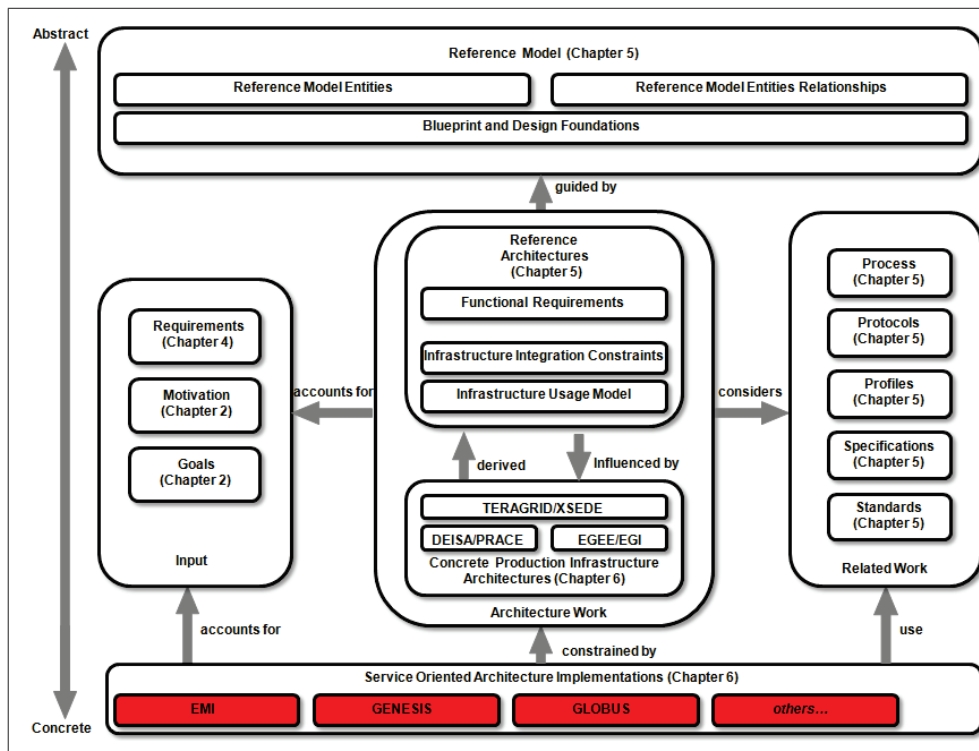 Abstract
Reference Model (Chapter 5)
Reference Model Entities
Reference Model Entities Relationships
Blueprint and Design Foundations
guided by
Reference
Architectures
(Chapter 5)
Functional Requirements
Infrastructure Integration Constraints
Infrastructure Usage Model
Requirements
(Chapter 4)
Motivation
(Chapter 2)
Goals
(Chapter 2)
Input
accounts for
considers
Process
(Chapter 5)
Protocols
(Chapter 5)
Profiles
(Chapter 5)
Specifications
(Chapter 5)
Standards
(Chapter 5)
Related Work
derived
Influenced by
TERAGRID/XSEDE
DEISA/PRACE
EGEE/EGI
Concrete Production Infrastructure
Architectures (Chapter 6)
Architecture Work
accounts for
constrained by
use
Service Oriented Architecture Implementations (Chapter 6)
EMI
GENESIS
GLOBUS
others...
Concrete